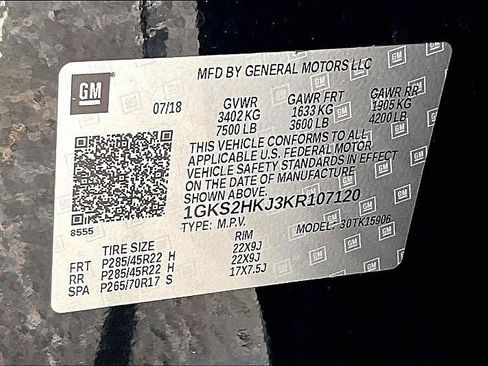 GM
MFD BY GENERAL MOTORS LLC
07/18 GVWR GAWR FRT GAWR RR
3402 KG 1633 KG 1905 KG
7500 LB 3600 LB 4200 LB
THIS VEHICLE CONFORMS TO ALL
APPLICABLE U.S. FEDERAL MOTOR
VEHICLE SAFETY STANDARDS IN EFFECT
ON THE DATE OF MANUFACTURE
SHOWN ABOVE.
1GKS2HKJ3KR107120
8555
TYPE: M.P.V. MODEL: 30TK15906
TIRE SIZE RIM
FRT P285/45R22 H 22X9J
RR P285/45R22 H 22X9J
SPA P265/70R17 S 17X7.5J